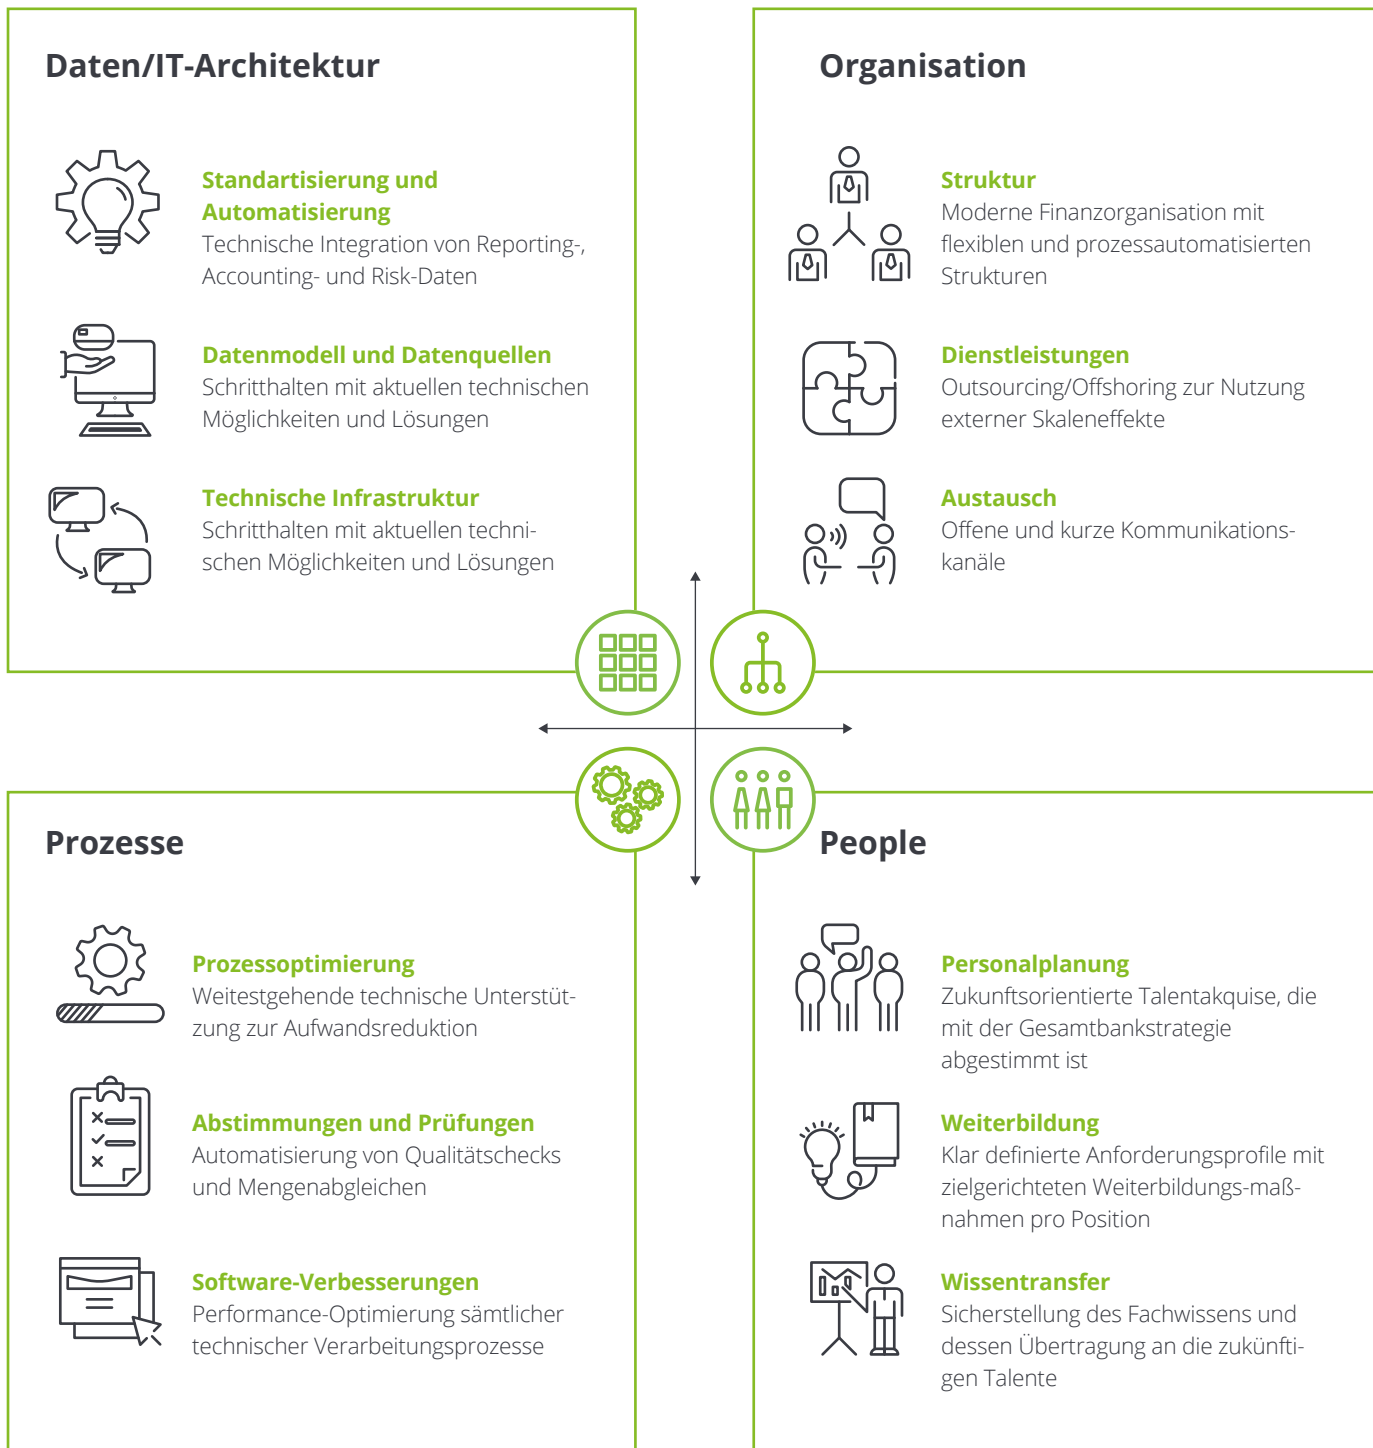 Daten/IT-Architektur
Standartisierung und
Automatisierung
Technische Integration von Reporting-,
Accounting- und Risk-Daten
Datenmodell und Datenquellen
Schritthalten mit aktuellen technischen
Möglichkeiten und Lösungen
Technische Infrastruktur
Schritthalten mit aktuellen techni-
schen Möglichkeiten und Lösungen
Organisation
Struktur
Moderne Finanzorganisation mit
flexiblen und prozessautomatisierten
Strukturen
Dienstleistungen
Outsourcing/Offshoring zur Nutzung
externer Skaleneffekte
Austausch
Offene und kurze Kommunikations-
kanäle
Prozesse
Prozessoptimierung
Weitestgehende technische Unterstüt-
zung zur Aufwandsreduktion
Abstimmungen und Prüfungen
Automatisierung von Qualitätschecks
und Mengenabgleichen
Software-Verbesserungen
Performance-Optimierung sämtlicher
technischer Verarbeitungsprozesse
People
Personalplanung
Zukunftsorientierte Talentakquise, die
mit der Gesamtbankstrategie
abgestimmt ist
Weiterbildung
Klar definierte Anforderungsprofile mit
zielgerichteten Weiterbildungs-maß-
nahmen pro Position
Wissentransfer
Sicherstellung des Fachwissens und
dessen Übertragung an die zukünfti-
gen Talente